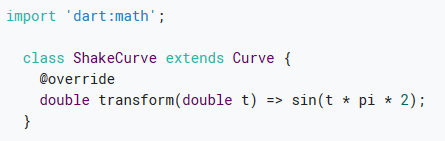 import 'dart:math';
class ShakeCurve extends Curve {
@override
double transform(double t) => sin(t * pi * 2);
}